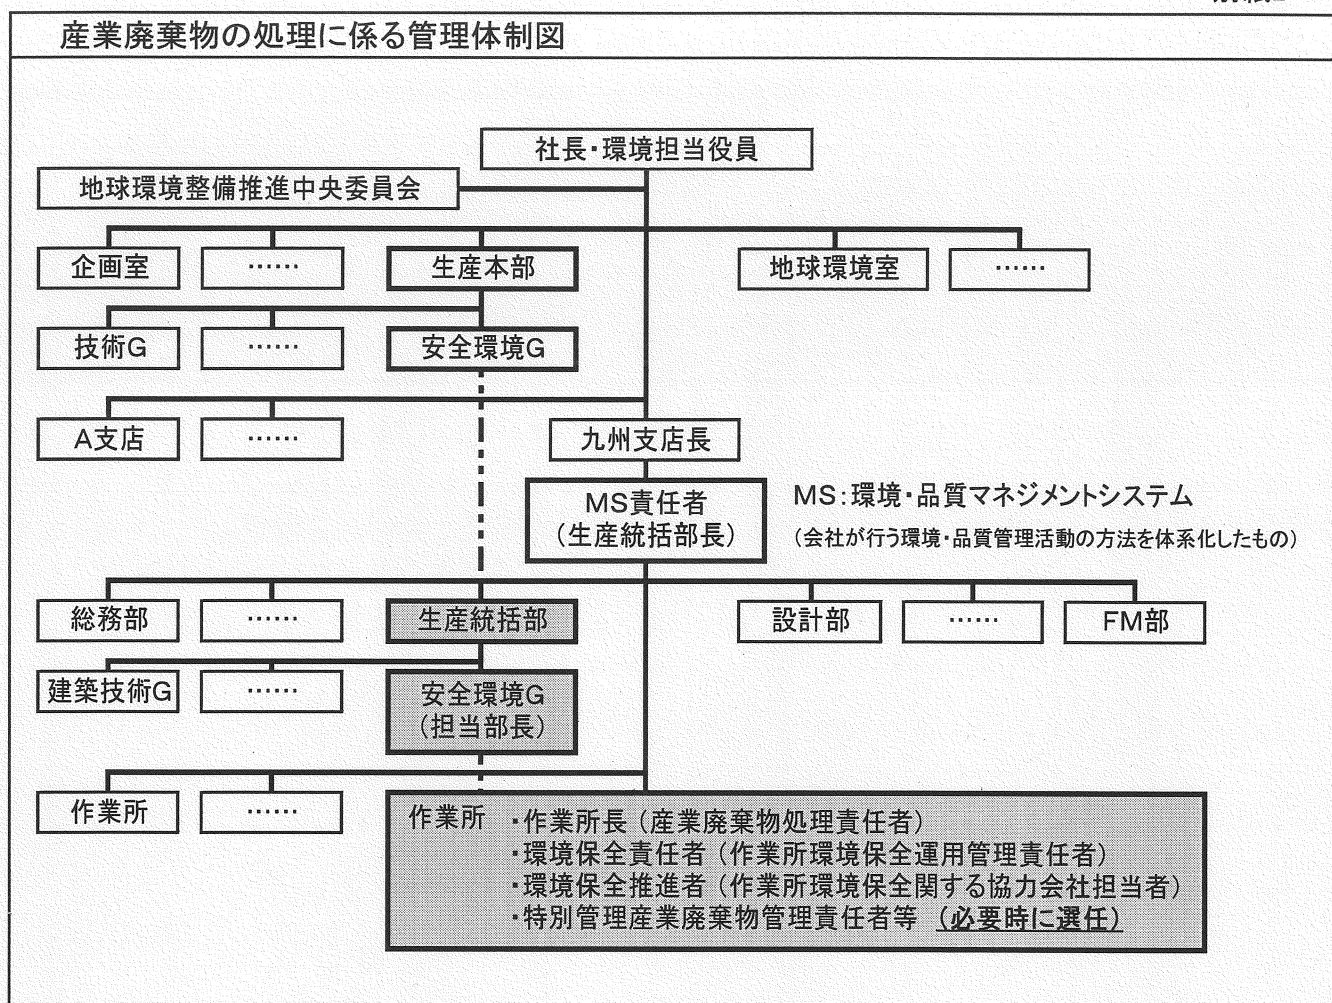 産業廃棄物の処理に係る管理体制図
社長・環境担当役員
地球環境整備推進中央委員会
企画室
……
生産本部
地球環境室
……
技術G
……
安全環境G
A支店
……
九州支店長
MS責任者
（生産統括部長）
MS：環境・品質マネジメントシステム
（会社が行う環境・品質管理活動の方法を体系化したもの）
総務部
……
生産統括部
設計部
……
FM部
建築技術G
……
安全環境G
（担当部長）
作業所
……
作業所 ・作業所長（産業廃棄物処理責任者）
・環境保全責任者（作業所環境保全運用管理責任者）
・環境保全推進者（作業所環境保全関する協力会社担当者）
・特別管理産業廃棄物管理責任者等 （必要時に選任）